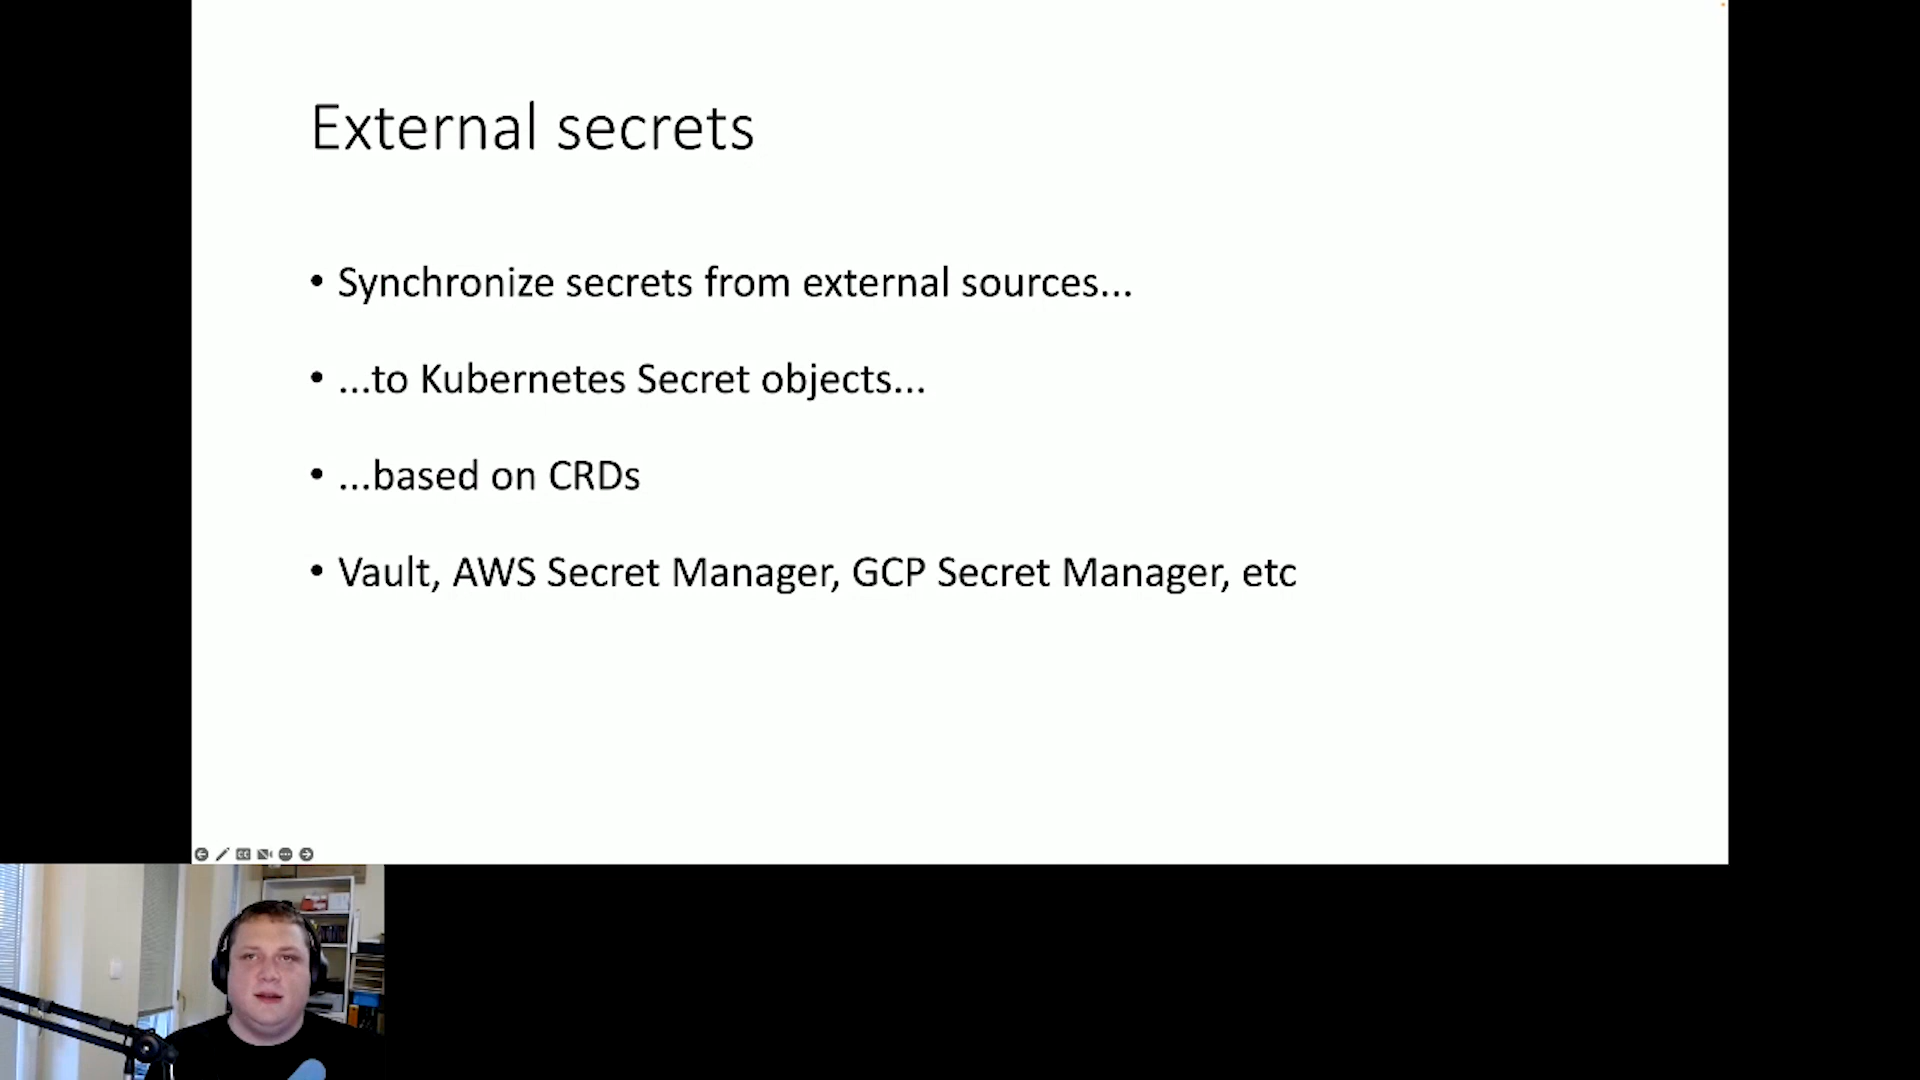 External secrets
• Synchronize secrets from external sources...
• ...to Kubernetes Secret objects...
• ...based on CRDs
• Vault, AWS Secret Manager, GCP Secret Manager, etc